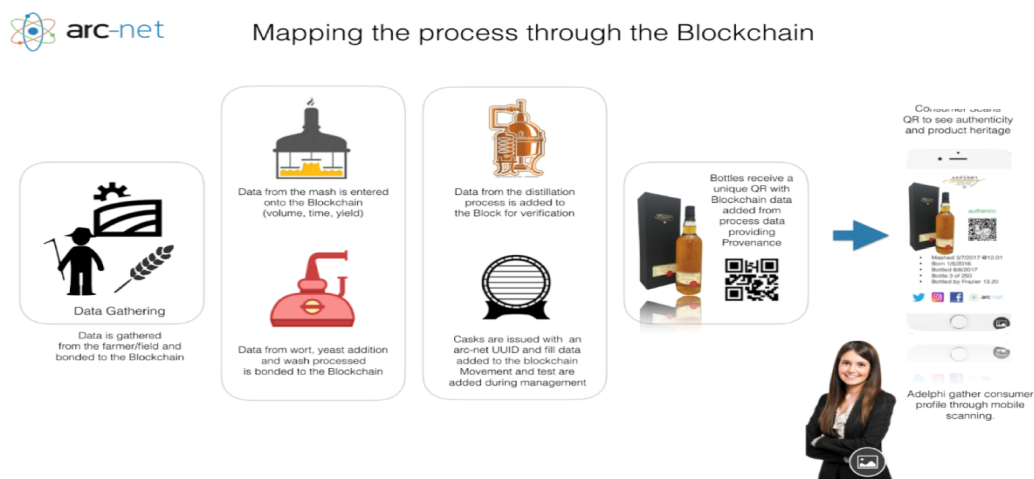 arc-net
Mapping the process through the Blockchain
Data Gathering
Data is gathered
from the farmer/field and
bonded to the Blockchain
Data from the mash is entered
onto the Blockchain
(volume, time, yield)
Data from wort, yeast addition
and wash processed
is bonded to the Blockchain
Data from the distillation
process is added to
the Block for verification
Casks are issued with an
arc-net UUID and fill data
added to the blockchain
Movement and test are
added during management
Bottles receive a
unique QR with
Blockchain data
added from
process data
providing
Provenance
Consumer Scans
QR to see authenticity
and product heritage
authentic
Mashed 3/7/2017 @12.01
Born 1/8/2016
Bottled 8/8/2017
Bottle 3 of 250
Bottled by Frazier 13.20
arc-net
Adelphi gather consumer
profile through mobile
scanning.